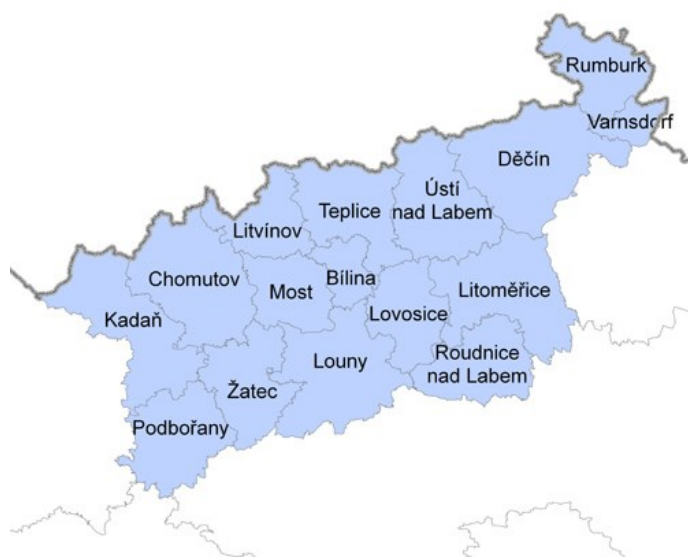 Rumburk
Varnsdorf
Děčín
Ústí
nad Labem
Teplice
Litvínov
Chomutov
Most
Bílina
Litoměřice
Lovosice
Kadaň
Roudnice
nad Labem
Louny
Žatec
Podbořany